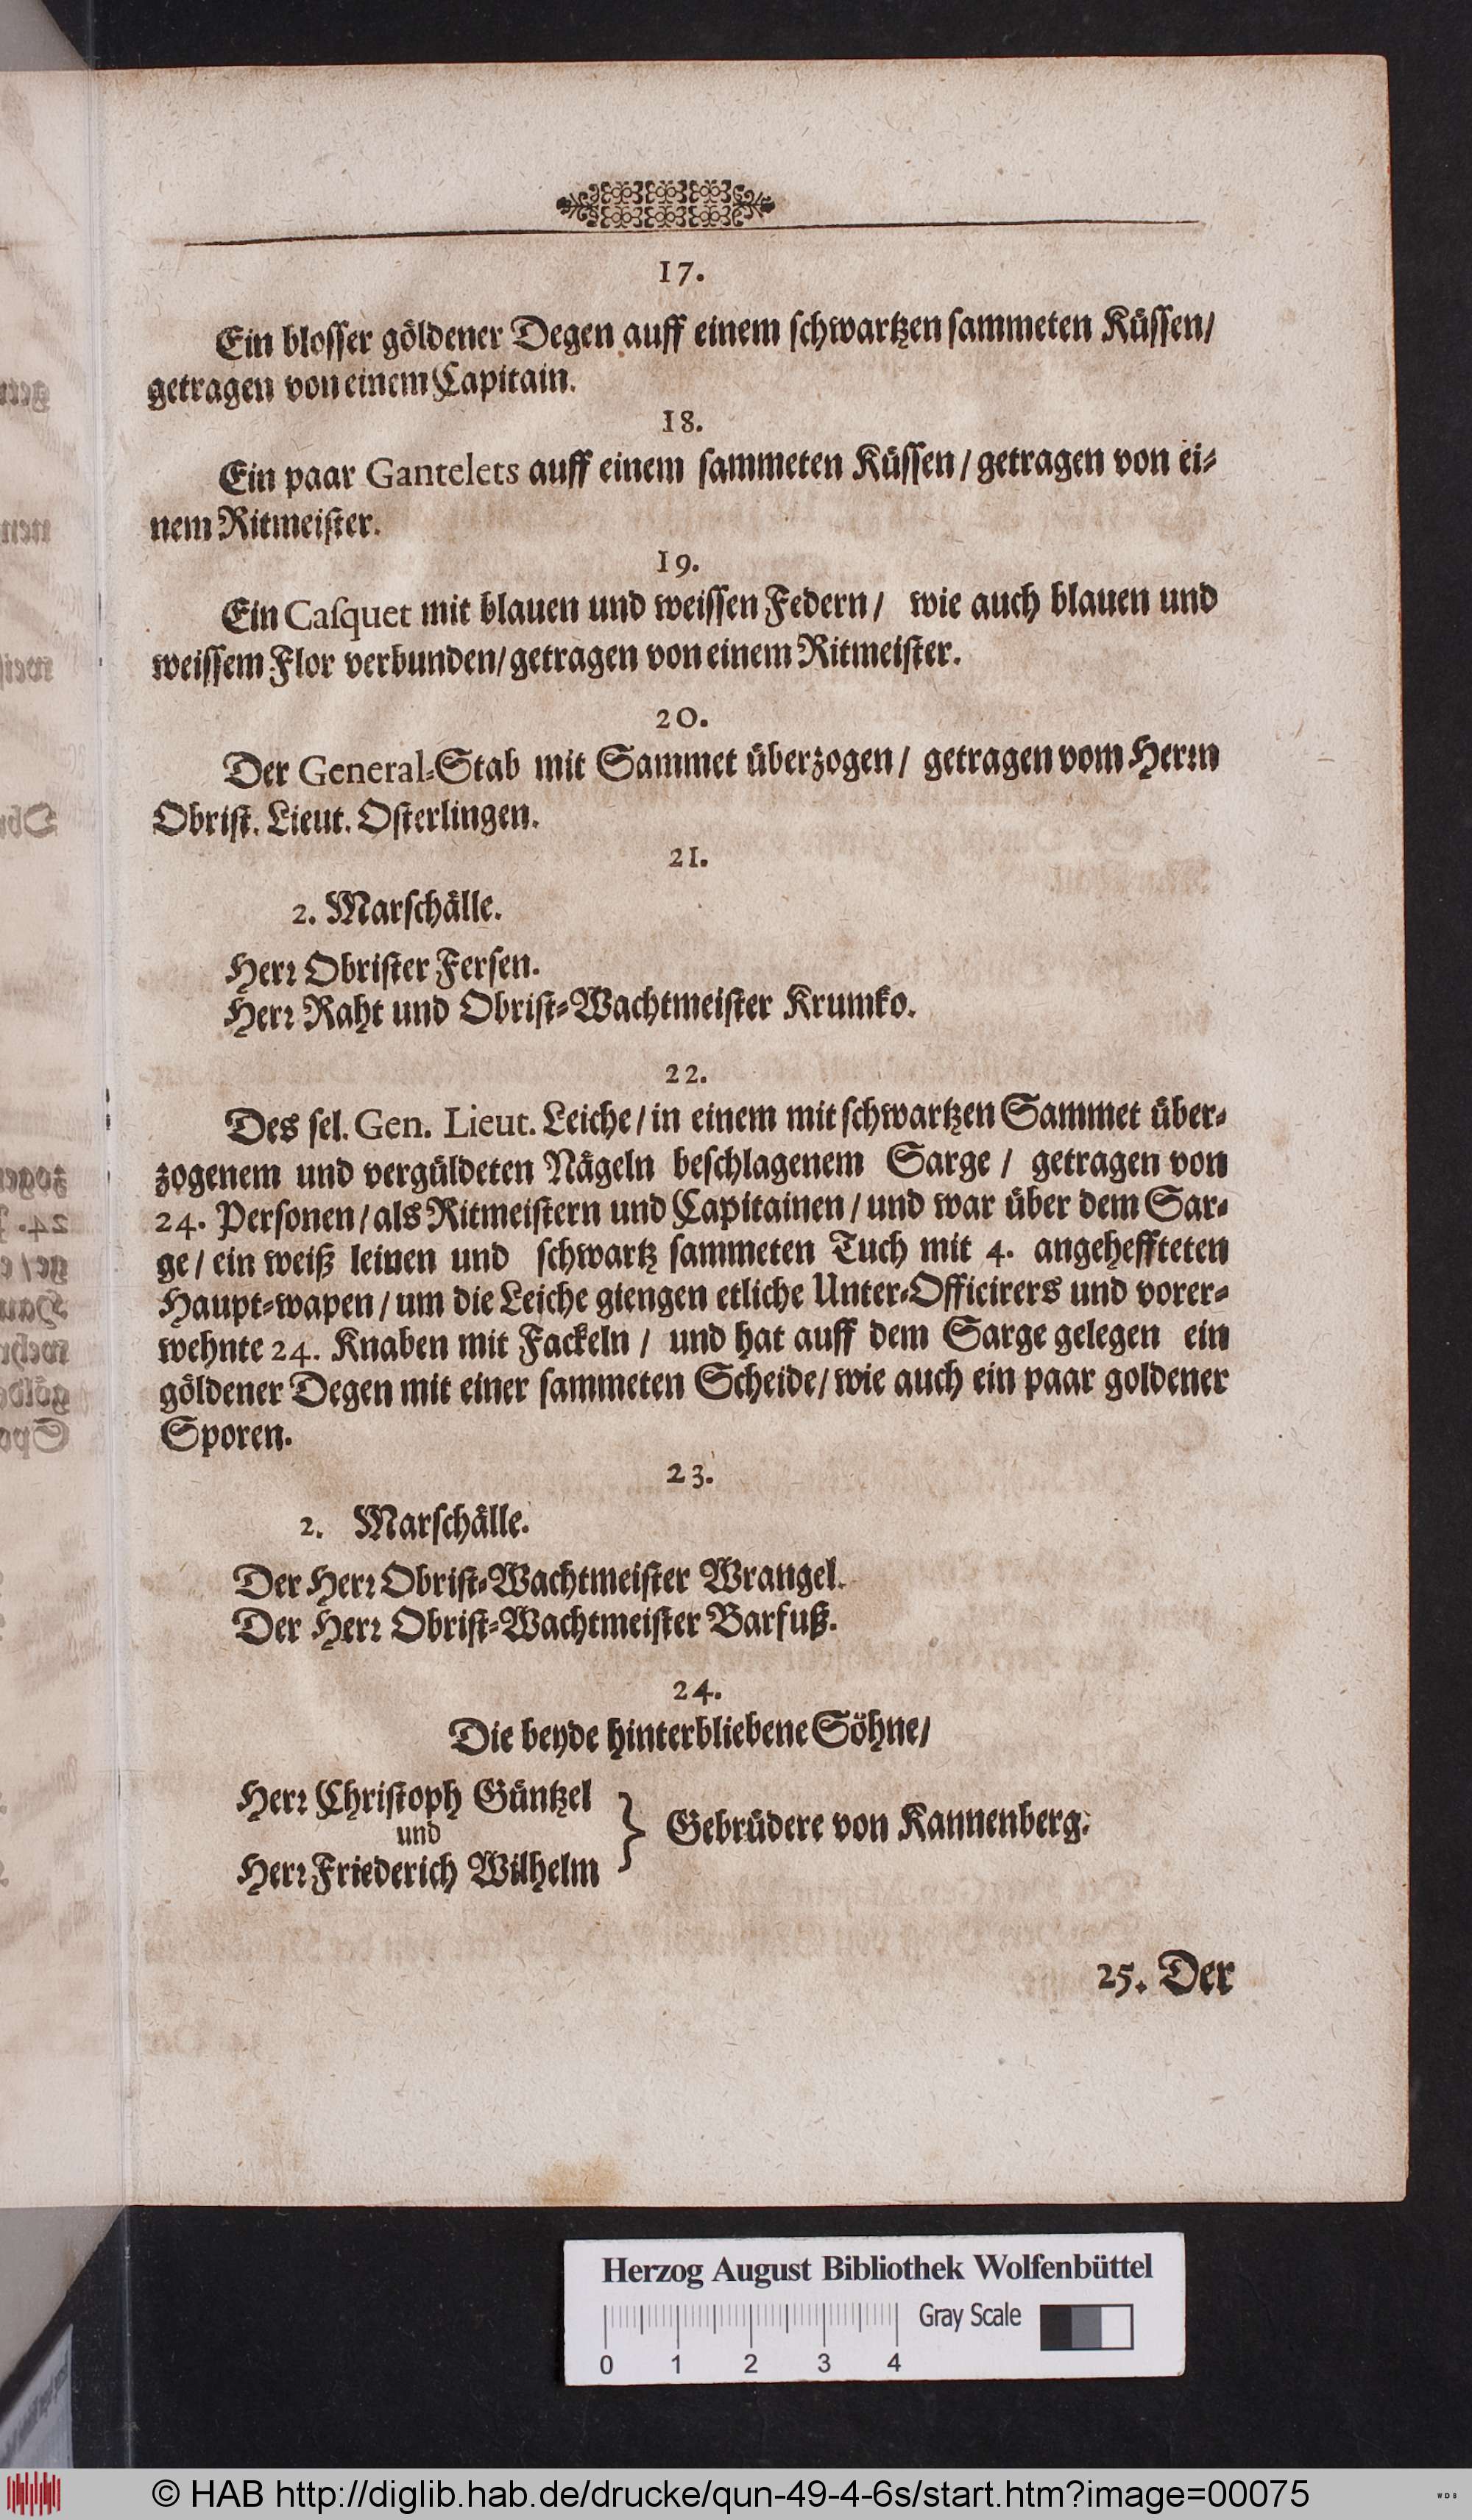 17.
Ein blosser göldener Degen auff einem schwartzen sammeten Küssen/
getragen von einem Capitain.
18.
Ein paar Gantelets auff einem sammeten Küssen / getragen von ei-
nem Ritmeister.
19.
Ein Casquet mit blauen und weissen Federn / wie auch blauen und
weissem Flor verbunden/ getragen von einem Ritmeister.
20.
Der General-Stab mit Sammet überzogen / getragen vom Herrn
Obrist. Lieut. Osterlingen.
21.
2. Marschälle.
Herr Obrister Fersen.
Herr Raht und Obrist-Wachtmeister Krumko.
22.
Des sel. Gen. Lieut. Leiche / in einem mit schwartzen Sammet über-
zogenem und vergüldeten Nägeln beschlagenem Sarge / getragen von
24. Personen / als Ritmeistern und Capitainen / und war über dem Sar-
ge / ein weiß leinen und schwartz sammeten Tuch mit 4. angeheffteten
Haupt-wapen / um die Leiche giengen etliche Unter-Officirers und vorer-
wehnte 24. Knaben mit Fackeln / und hat auff dem Sarge gelegen ein
göldener Degen mit einer sammeten Scheide/ wie auch ein paar goldener
Sporen.
23.
2. Marschälle.
Der Herr Obrist-Wachtmeister Wrangel.
Der Herr Obrist-Wachtmeister Barfuß.
24.
Die beyde hinterbliebene Söhne/
Herr Christoph Güntzel
und
Herr Friederich Wilhelm
} Gebrüdere von Kannenberg.
25. Der
Herzog August Bibliothek Wolfenbüttel
Gray Scale
0 1 2 3 4
© HAB http://diglib.hab.de/drucke/qun-49-4-6s/start.htm?image=00075